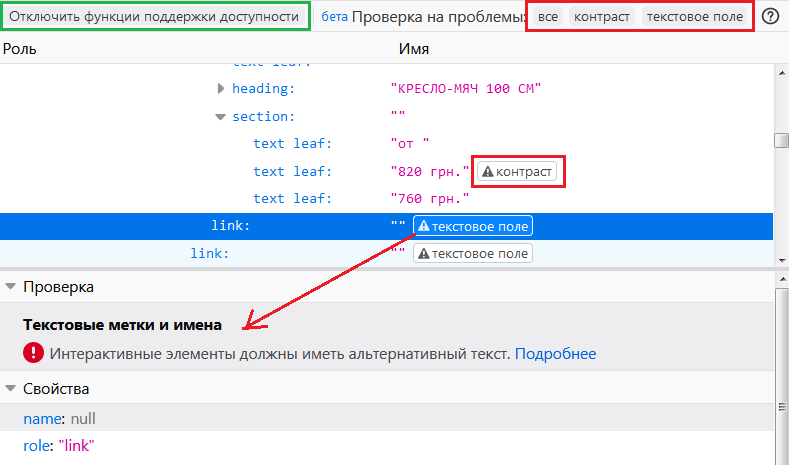 Отключить функции поддержки доступности бета Проверка на проблемы: все контраст текстовое поле
Роль Имя
text leaf:
heading: "КРЕСЛО-МЯЧ 100 СМ"
section: ""
text leaf: "от "
text leaf: "820 грн." контраст
text leaf: "760 грн."
link: "" текстовое поле
link: "" текстовое поле
Проверка
Текстовые метки и имена
Интерактивные элементы должны иметь альтернативный текст. Подробнее
Свойства
name: null
role: "link"